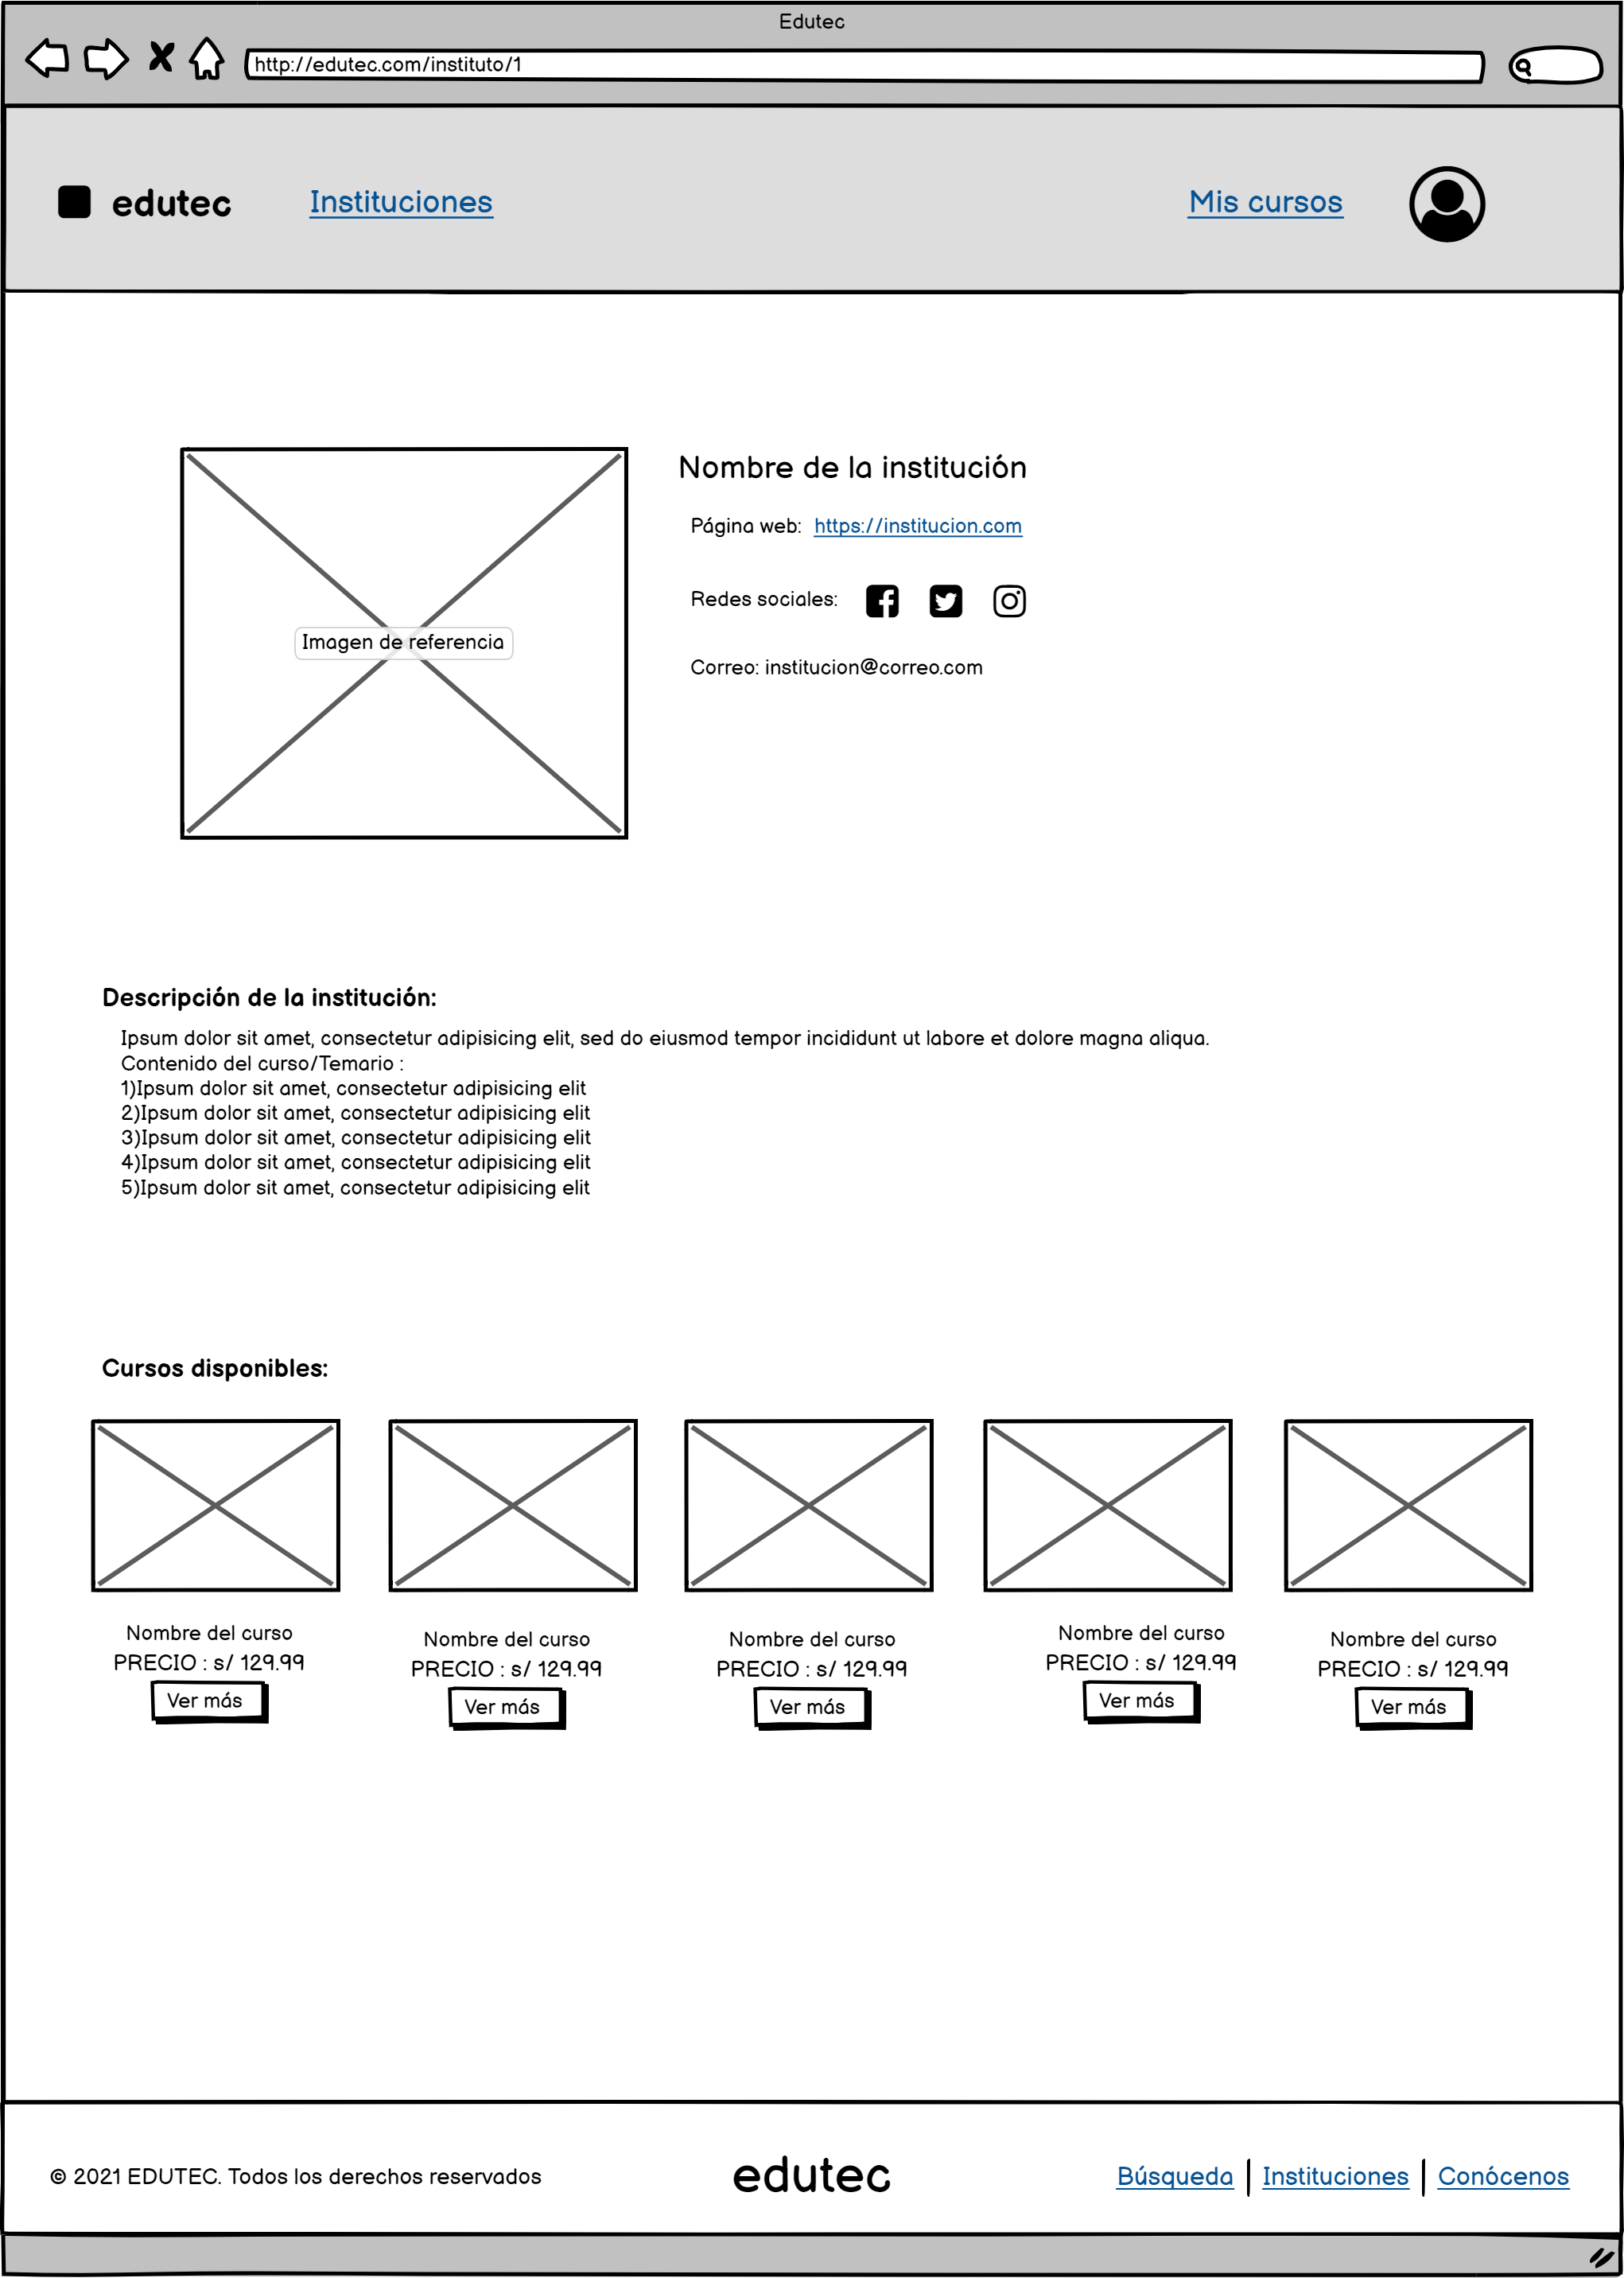 Edutec
http://edutec.com/instituto/1
edutec Instituciones Mis cursos
Nombre de la institución
Página web: https://institucion.com
Redes sociales:
Imagen de referencia
Correo: institucion@correo.com
Descripción de la institución:
Ipsum dolor sit amet, consectetur adipisicing elit, sed do eiusmod tempor incididunt ut labore et dolore magna aliqua.
Contenido del curso/Temario :
1)Ipsum dolor sit amet, consectetur adipisicing elit
2)Ipsum dolor sit amet, consectetur adipisicing elit
3)Ipsum dolor sit amet, consectetur adipisicing elit
4)Ipsum dolor sit amet, consectetur adipisicing elit
5)Ipsum dolor sit amet, consectetur adipisicing elit
Cursos disponibles:
Nombre del curso
PRECIO : s/ 129.99
Ver más
Nombre del curso
PRECIO : s/ 129.99
Ver más
Nombre del curso
PRECIO : s/ 129.99
Ver más
Nombre del curso
PRECIO : s/ 129.99
Ver más
Nombre del curso
PRECIO : s/ 129.99
Ver más
© 2021 EDUTEC. Todos los derechos reservados
edutec
Búsqueda | Instituciones | Conócenos